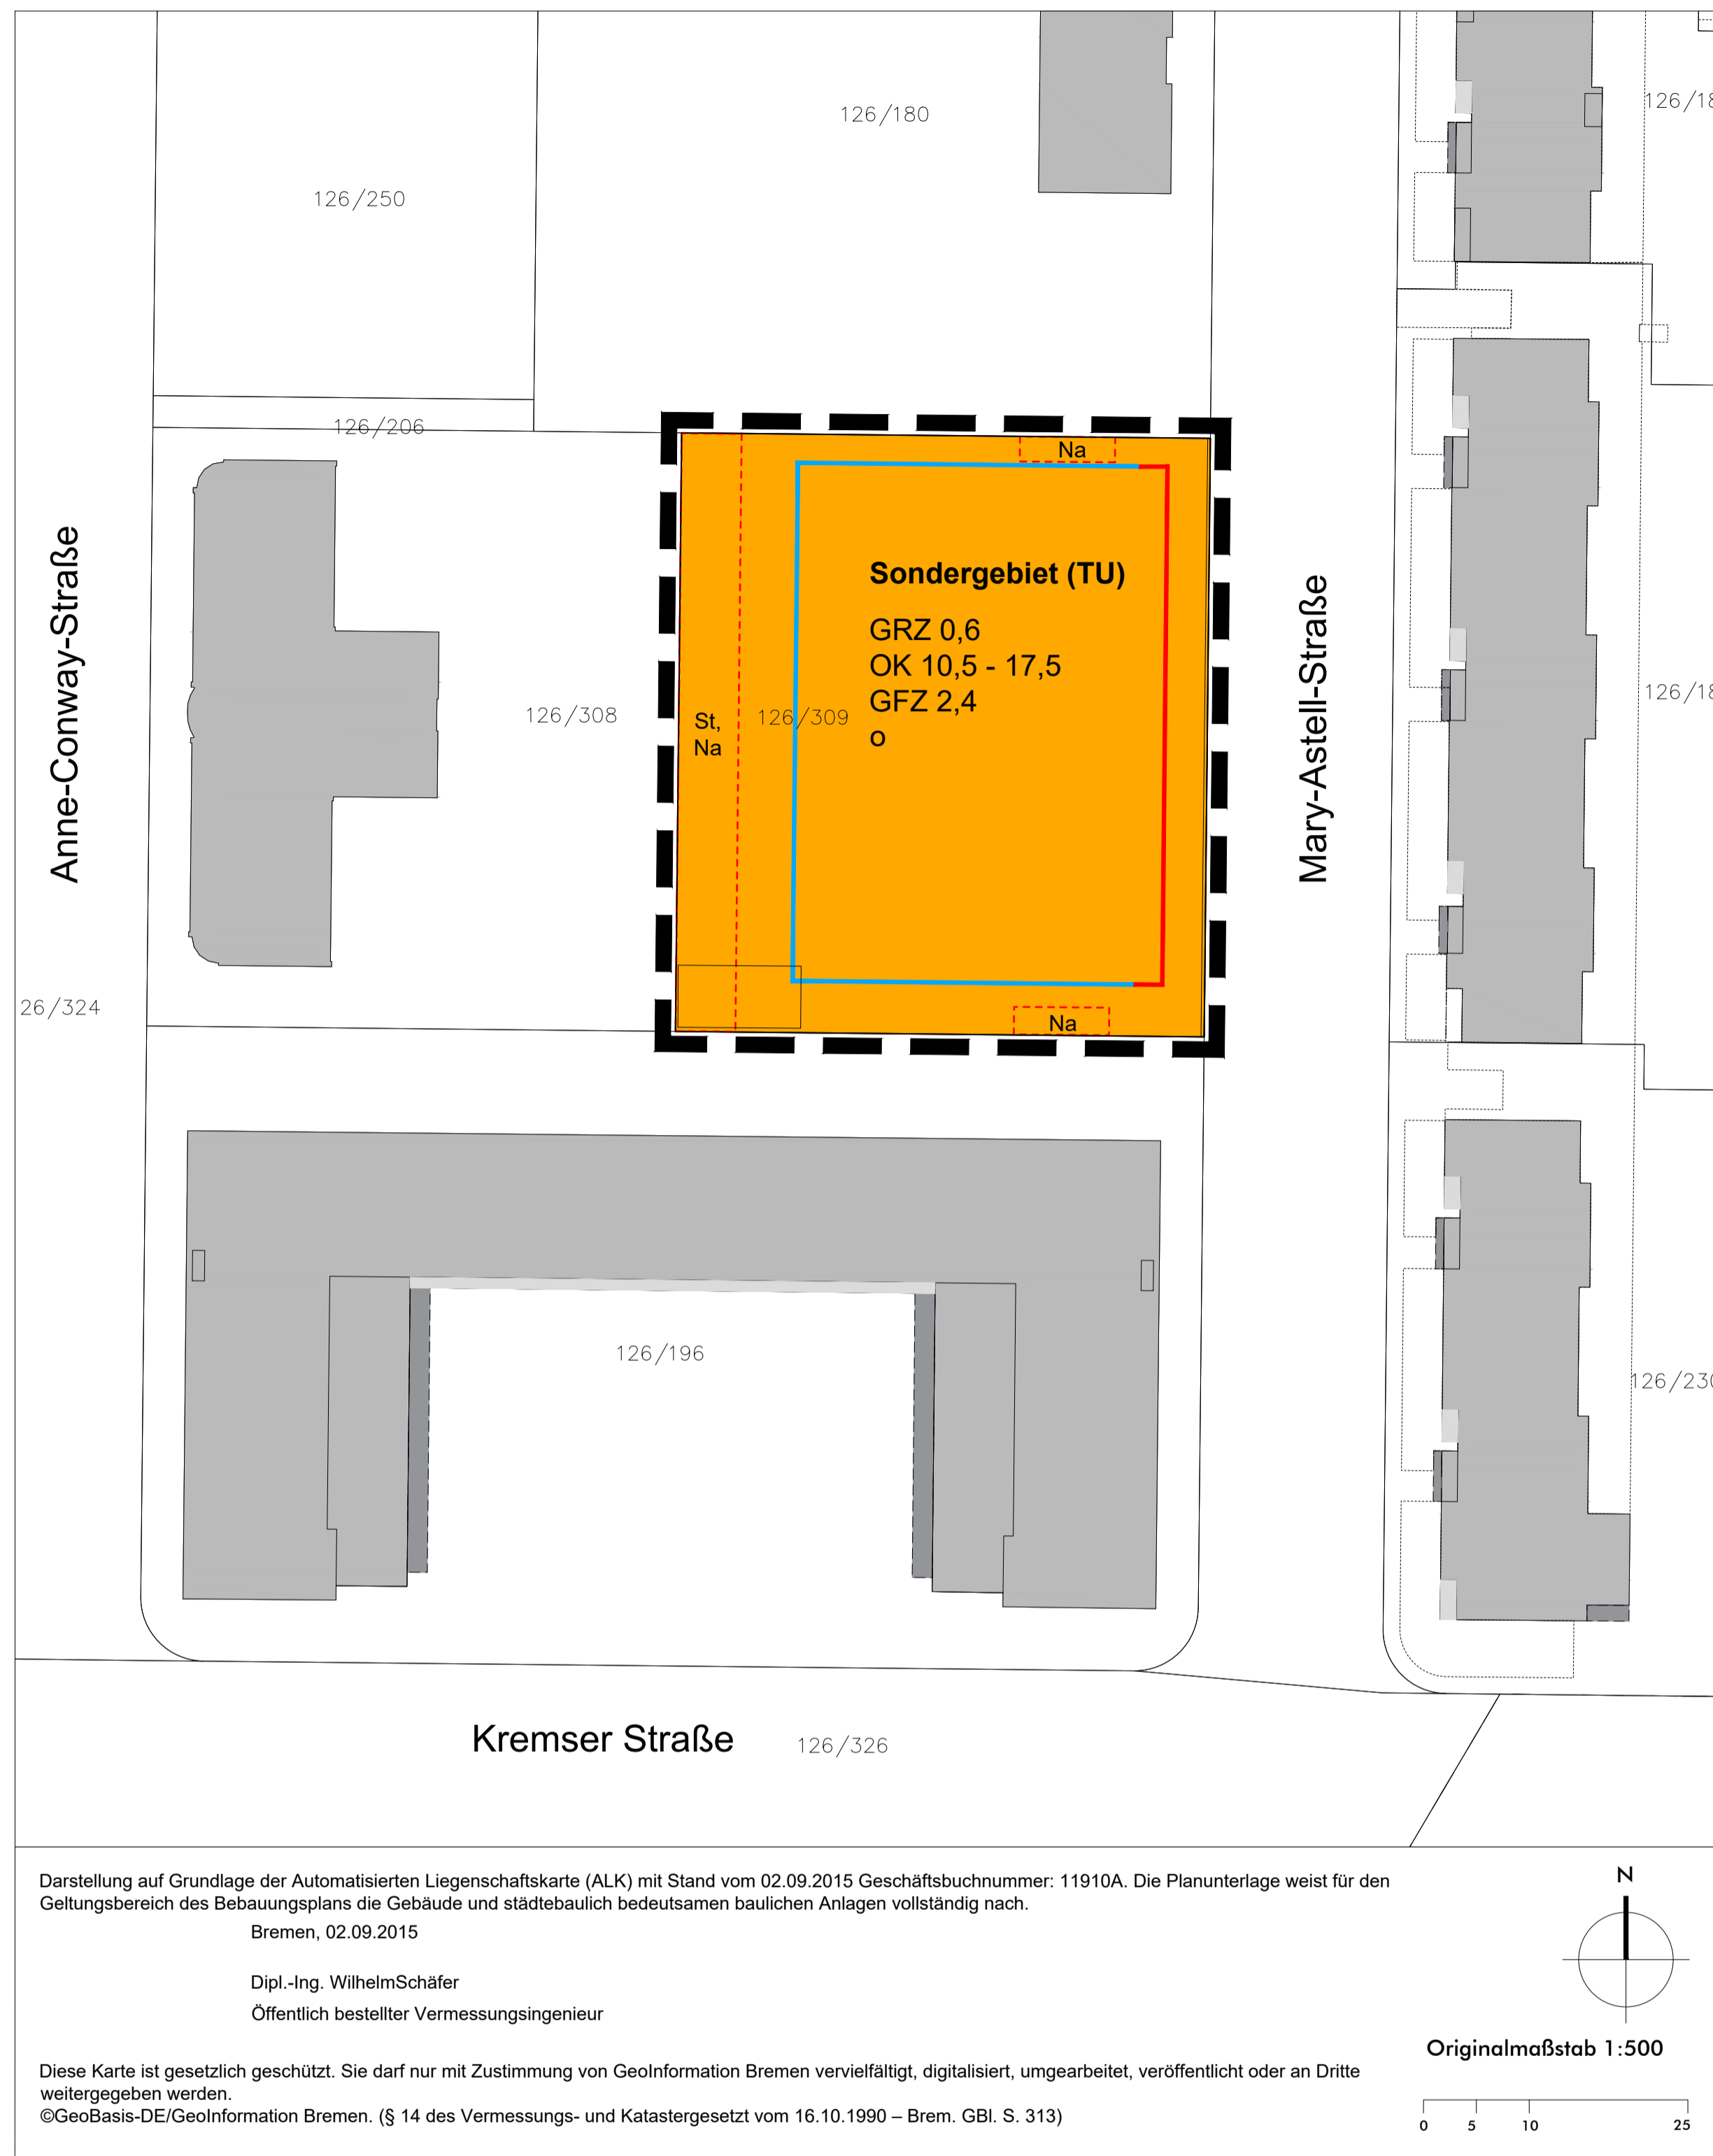 126/180
126/18
126/250
126/206
Na
Anne-Conway-Straße
Mary-Astell-Straße
Sondergebiet (TU)
GRZ 0,6
OK 10,5 - 17,5
GFZ 2,4
o
126/308
St,
Na
126/309
126/18
26/324
Na
126/196
126/230
Kremser Straße
126/326
Darstellung auf Grundlage der Automatisierten Liegenschaftskarte (ALK) mit Stand vom 02.09.2015 Geschäftsbuchnummer: 11910A. Die Planunterlage weist für den
Geltungsbereich des Bebauungsplans die Gebäude und städtebaulich bedeutsamen baulichen Anlagen vollständig nach.
Bremen, 02.09.2015
Dipl.-Ing. WilhelmSchäfer
Öffentlich bestellter Vermessungsingenieur
N
Originalmaßstab 1:500
Diese Karte ist gesetzlich geschützt. Sie darf nur mit Zustimmung von GeoInformation Bremen vervielfältigt, digitalisiert, umgearbeitet, veröffentlicht oder an Dritte
weitergegeben werden.
©GeoBasis-DE/GeoInformation Bremen. (§ 14 des Vermessungs- und Katastergesetzt vom 16.10.1990 – Brem. GBl. S. 313)
0 5 10 25